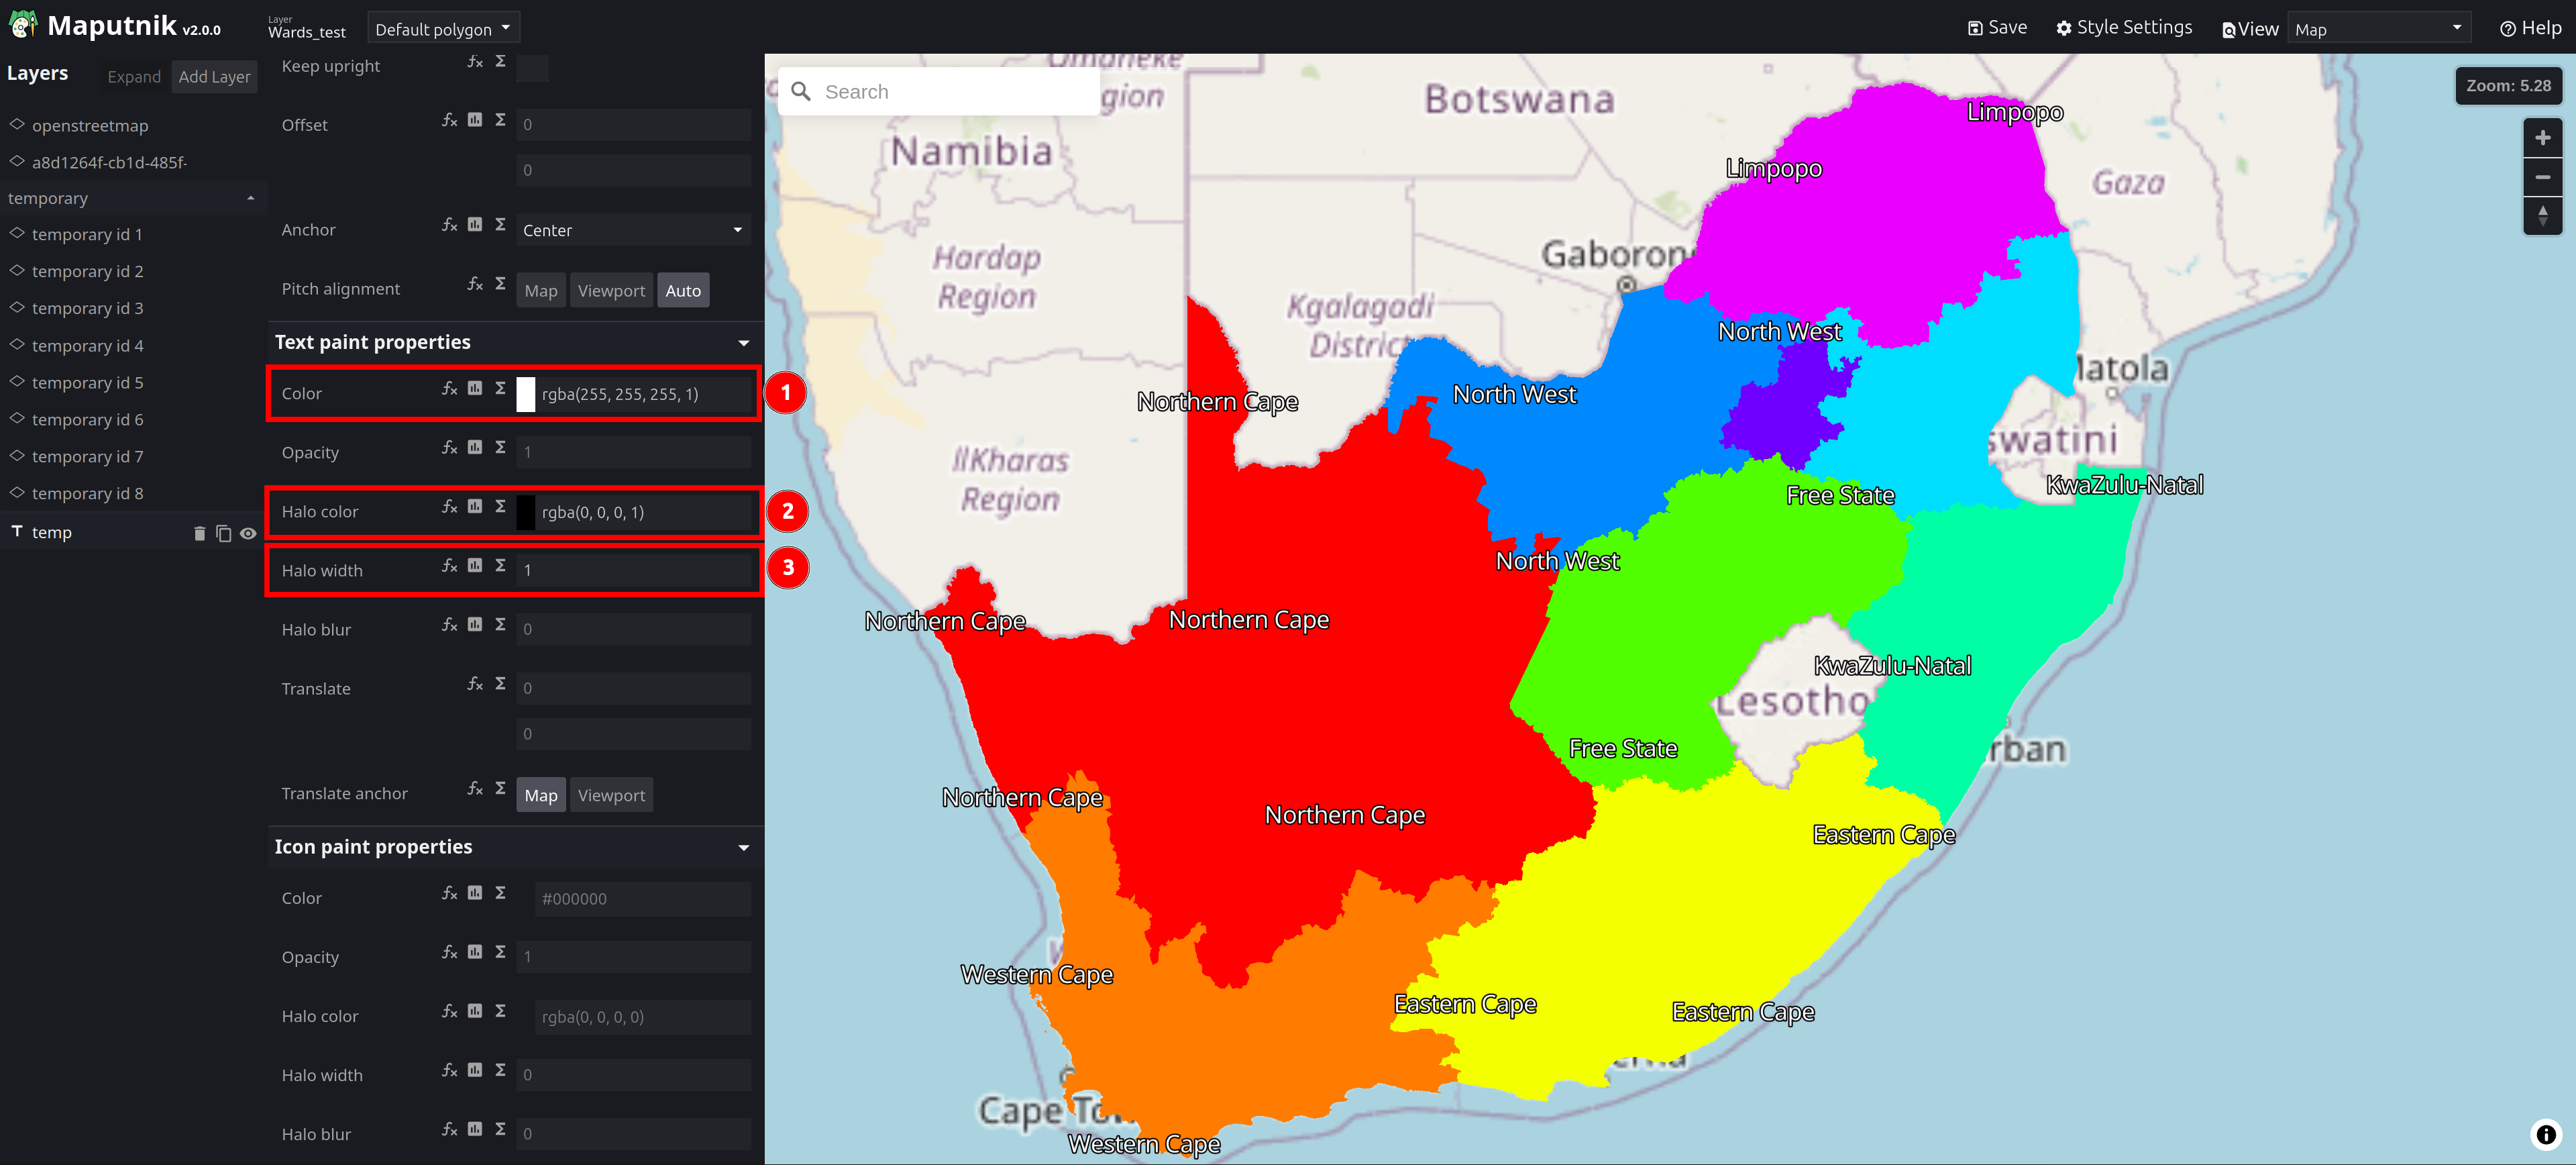 Maputnik v2.0.0
Layer
Wards_test
Default polygon
Save
Style Settings
View
Map
Help
Layers
Expand
Add Layer
openstreetmap
a8d1264f-cb1d-485f-
temporary
temporary id 1
temporary id 2
temporary id 3
temporary id 4
temporary id 5
temporary id 6
temporary id 7
temporary id 8
T temp
Keep upright
Offset
0
0
Anchor
Center
Pitch alignment
Map
Viewport
Auto
Text paint properties
Color
rgba(255, 255, 255, 1)
1
Opacity
1
Halo color
rgba(0, 0, 0, 1)
2
Halo width
1
3
Halo blur
0
Translate
0
0
Translate anchor
Map
Viewport
Icon paint properties
Color
#000000
Opacity
1
Halo color
rgba(0, 0, 0, 0)
Halo width
0
Halo blur
0
Search
Zoom: 5.28
Omaheke
gion
Botswana
Limpopo
Namibia
Limpopo
Gaza
Hardap
Region
Gaboron
Kgalagadi
District
North West
Matola
North West
Northern Cape
swatini
ǁKharas
Region
KwaZulu-Natal
Free State
North West
Northern Cape
Northern Cape
KwaZulu-Natal
Lesotho
Free State
rban
Northern Cape
Northern Cape
Eastern Cape
Western Cape
Eastern Cape
Eastern Cape
Cape To
Western Cape